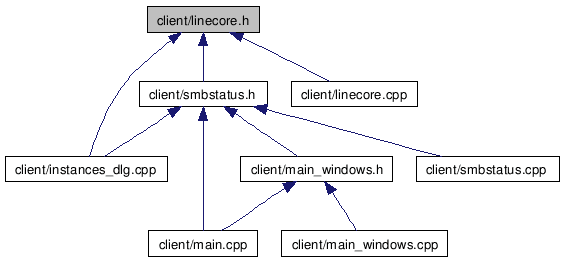 client/linecore.h
client/smbstatus.h
client/linecore.cpp
client/instances_dlg.cpp
client/main_windows.h
client/smbstatus.cpp
client/main.cpp
client/main_windows.cpp